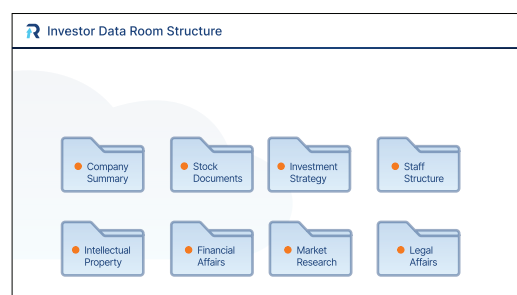 Investor Data Room Structure
Company
Summary
Stock
Documents
Investment
Strategy
Staff
Structure
Intellectual
Property
Financial
Affairs
Market
Research
Legal
Affairs